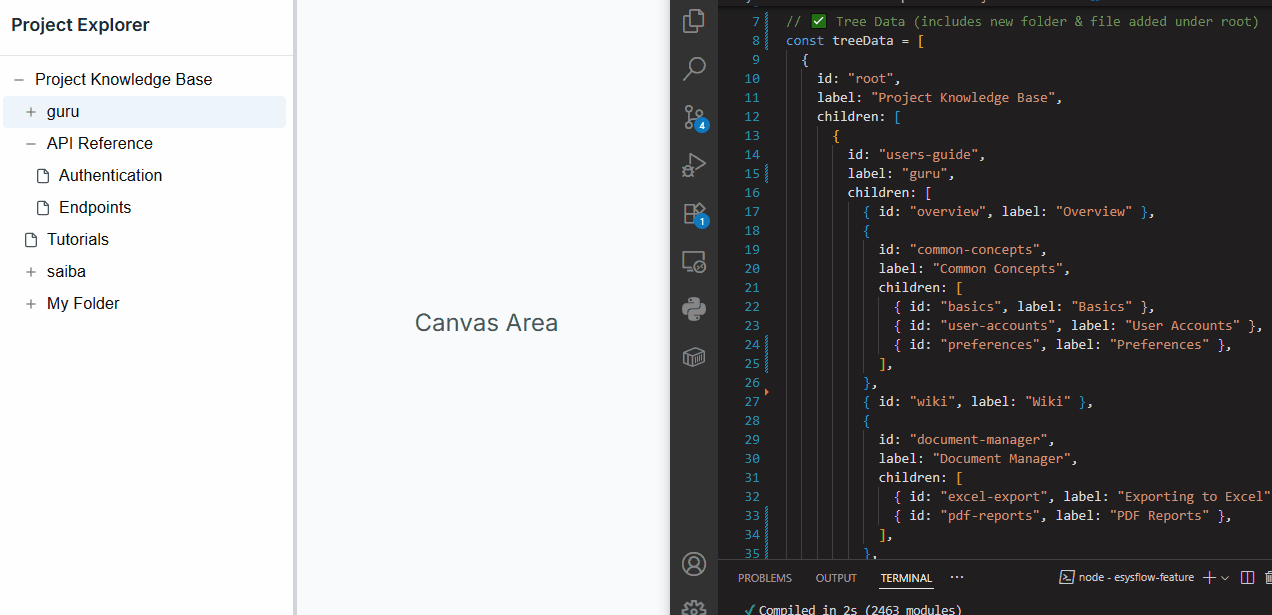 Project Explorer
Project Knowledge Base
guru
API Reference
Authentication
Endpoints
Tutorials
saiba
My Folder
Canvas Area
4
1
7 // ✅ Tree Data (includes new folder & file added under root)
8 const treeData = [
9 {
10 id: "root",
11 label: "Project Knowledge Base",
12 children: [
13 {
14 id: "users-guide",
15 label: "guru",
16 children: [
17 { id: "overview", label: "Overview" },
18 {
19 id: "common-concepts",
20 label: "Common Concepts",
21 children: [
22 { id: "basics", label: "Basics" },
23 { id: "user-accounts", label: "User Accounts" },
24 { id: "preferences", label: "Preferences" },
25 ],
26 },
27 { id: "wiki", label: "Wiki" },
28 {
29 id: "document-manager",
30 label: "Document Manager",
31 children: [
32 { id: "excel-export", label: "Exporting to Excel"
33 { id: "pdf-reports", label: "PDF Reports" },
34 ],
35 },
PROBLEMS OUTPUT TERMINAL ··· node - esysflow-feature
✓Compiled in 2s (2463 modules)